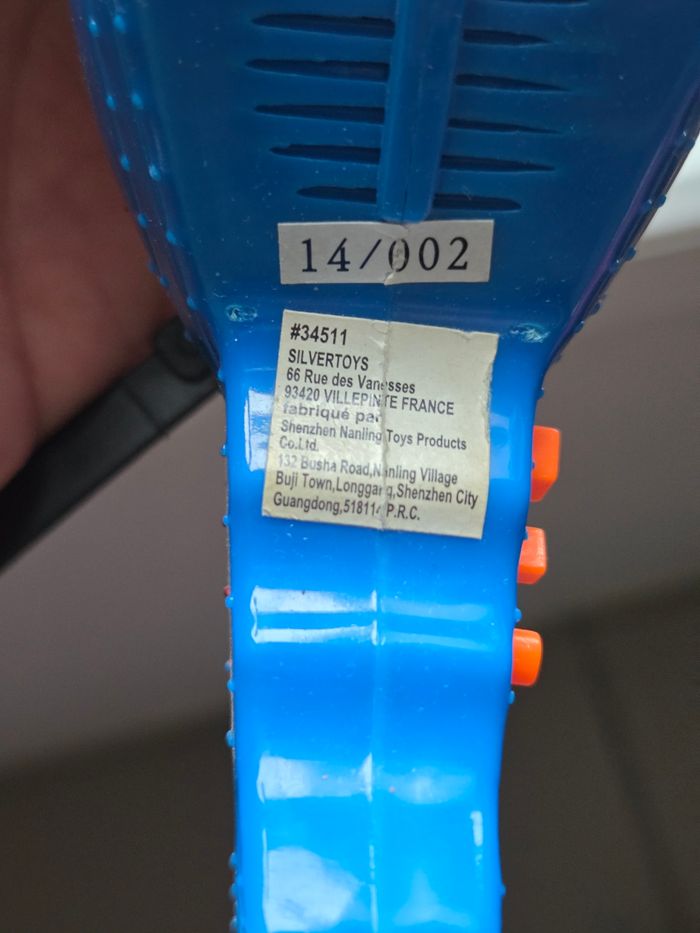 14/002
#34511
SILVERTOYS
66 Rue des Vanesses
93420 VILLEPINTE FRANCE
fabriqué par
Shenzhen Nanling Toys Products
Co.Ltd.
132 Busha Road,Nanling Village
Buji Town,Longgang,Shenzhen City
Guangdong,518114 P.R.C.